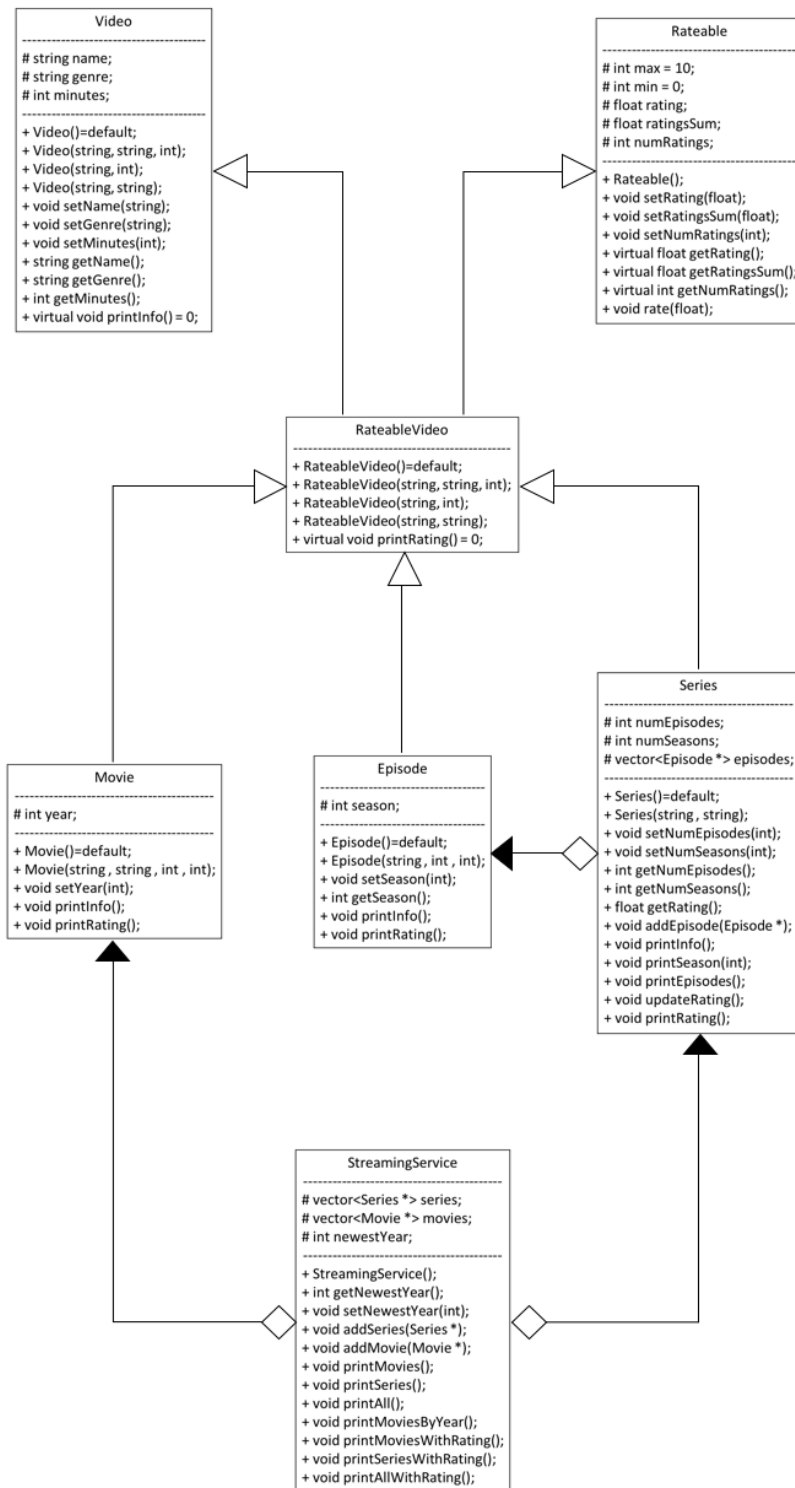 Video
----------------------------------------
# string name;
# string genre;
# int minutes;
----------------------------------------
+ Video()=default;
+ Video(string, string, int);
+ Video(string, int);
+ Video(string, string);
+ void setName(string);
+ void setGenre(string);
+ void setMinutes(int);
+ string getName();
+ string getGenre();
+ int getMinutes();
+ virtual void printInfo() = 0;
Rateable
----------------------------------------
# int max = 10;
# int min = 0;
# float rating;
# float ratingsSum;
# int numRatings;
----------------------------------------
+ Rateable();
+ void setRating(float);
+ void setRatingsSum(float);
+ void setNumRatings(int);
+ virtual float getRating();
+ virtual float getRatingsSum();
+ virtual int getNumRatings();
+ void rate(float);
RateableVideo
----------------------------------------
+ RateableVideo()=default;
+ RateableVideo(string, string, int);
+ RateableVideo(string, int);
+ RateableVideo(string, string);
+ virtual void printRating() = 0;
Movie
----------------------------------------
# int year;
----------------------------------------
+ Movie()=default;
+ Movie(string , string , int , int);
+ void setYear(int);
+ void printInfo();
+ void printRating();
Episode
----------------------------------------
# int season;
----------------------------------------
+ Episode()=default;
+ Episode(string , int , int);
+ void setSeason(int);
+ int getSeason();
+ void printInfo();
+ void printRating();
Series
----------------------------------------
# int numEpisodes;
# int numSeasons;
# vector<Episode *> episodes;
----------------------------------------
+ Series()=default;
+ Series(string , string);
+ void setNumEpisodes(int);
+ void setNumSeasons(int);
+ int getNumEpisodes();
+ int getNumSeasons();
+ float getRating();
+ void addEpisode(Episode *);
+ void printInfo();
+ void printSeason(int);
+ void printEpisodes();
+ void updateRating();
+ void printRating();
StreamingService
----------------------------------------
# vector<Series *> series;
# vector<Movie *> movies;
# int newestYear;
----------------------------------------
+ StreamingService();
+ int getNewestYear();
+ void setNewestYear(int);
+ void addSeries(Series *);
+ void addMovie(Movie *);
+ void printMovies();
+ void printSeries();
+ void printAll();
+ void printMoviesByYear();
+ void printMoviesWithRating();
+ void printSeriesWithRating();
+ void printAllWithRating();